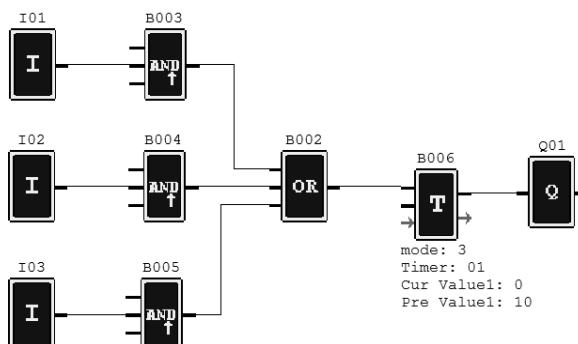 I01 B003
I AND
I02 B004 B002 B006 Q01
I AND OR T Q
mode: 3
Timer: 01
Cur Value1: 0
Pre Value1: 10
I03 B005
I AND